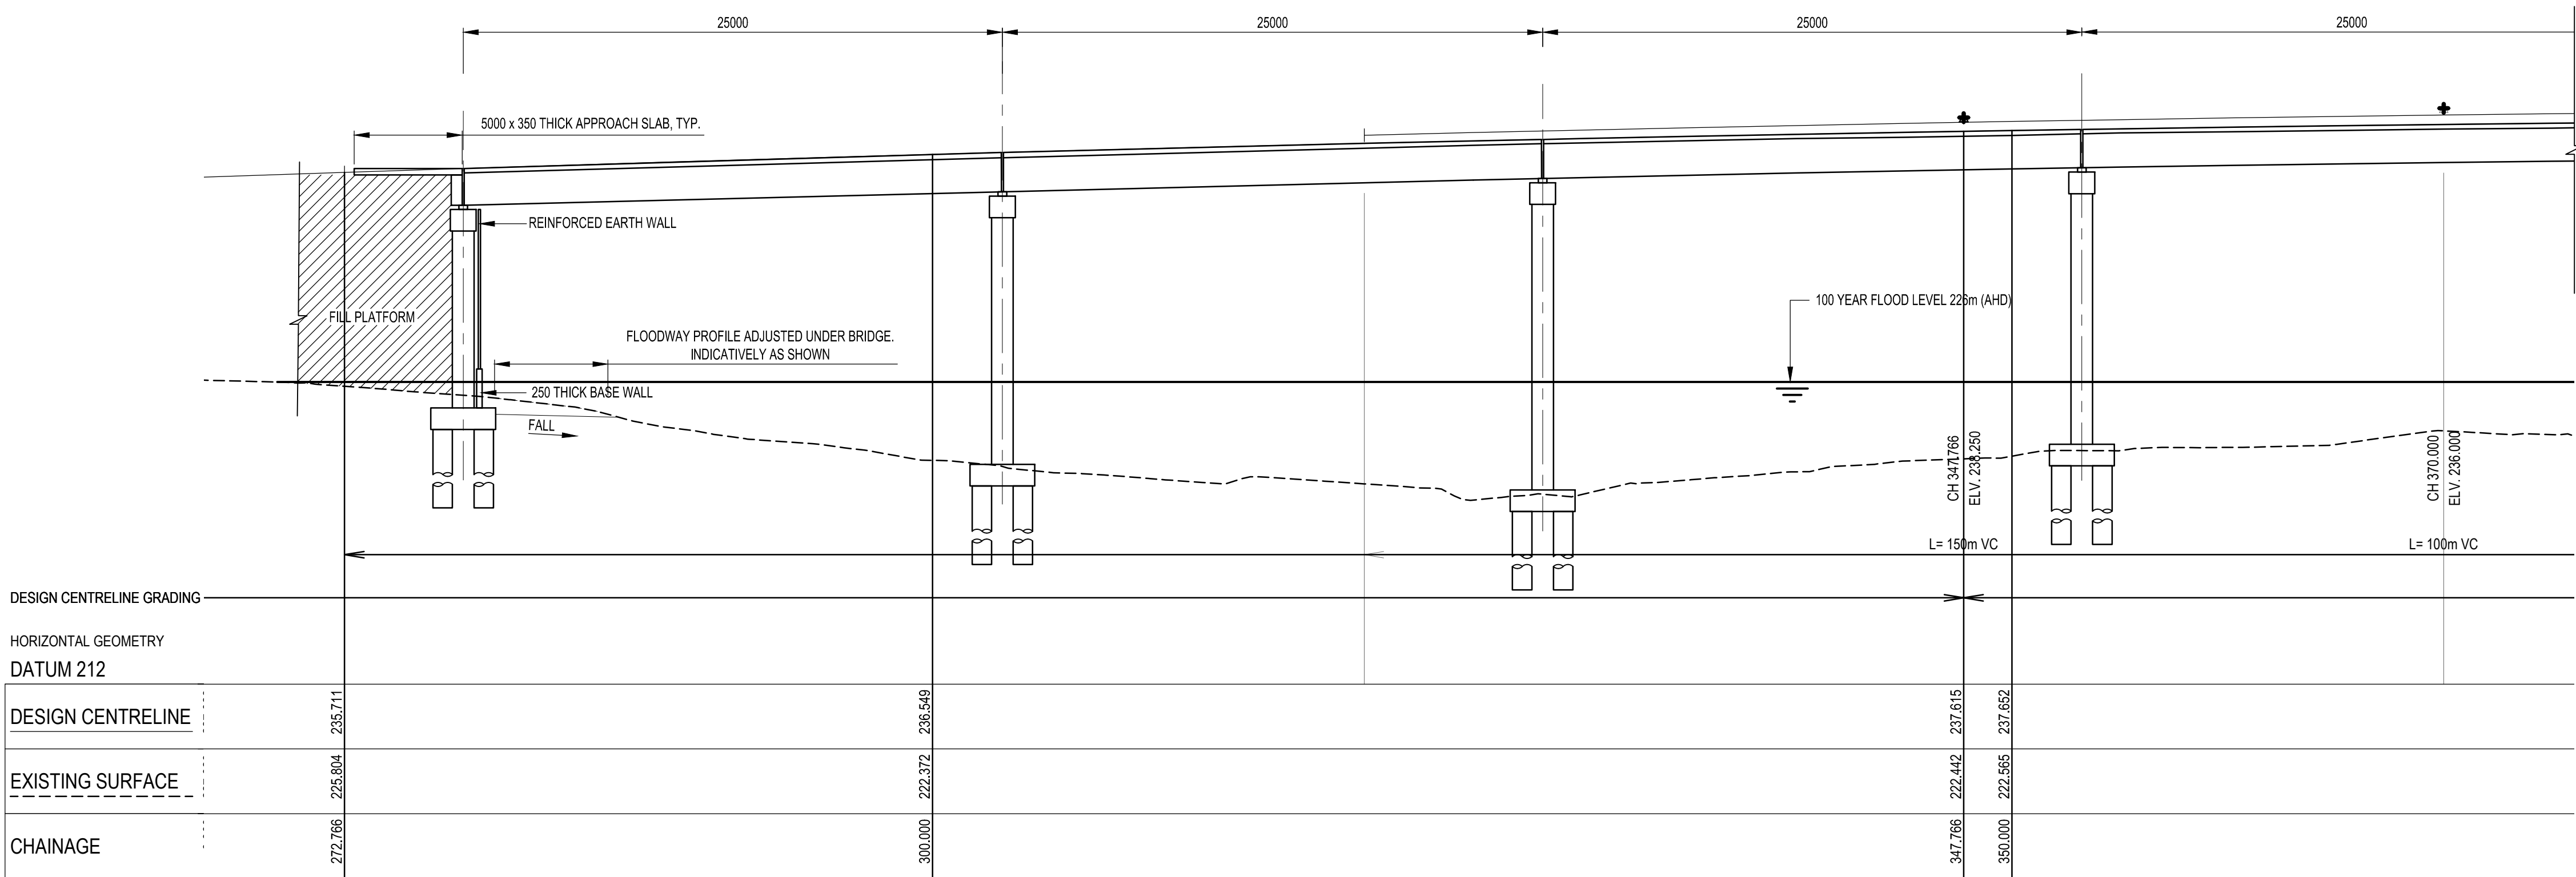 25000
25000
25000
25000
5000 x 350 THICK APPROACH SLAB, TYP.
REINFORCED EARTH WALL
100 YEAR FLOOD LEVEL 226m (AHD)
FILL PLATFORM
FLOODWAY PROFILE ADJUSTED UNDER BRIDGE.
INDICATIVELY AS SHOWN
250 THICK BASE WALL
FALL
CH 347.766
ELV. 238.250
CH 370.000
ELV. 236.000
L= 150m VC
L= 100m VC
DESIGN CENTRELINE GRADING
HORIZONTAL GEOMETRY
DATUM 212
DESIGN CENTRELINE
235.711
236.549
237.615
237.652
EXISTING SURFACE
225.804
222.372
222.442
222.565
CHAINAGE
272.766
300.000
347.766
350.000